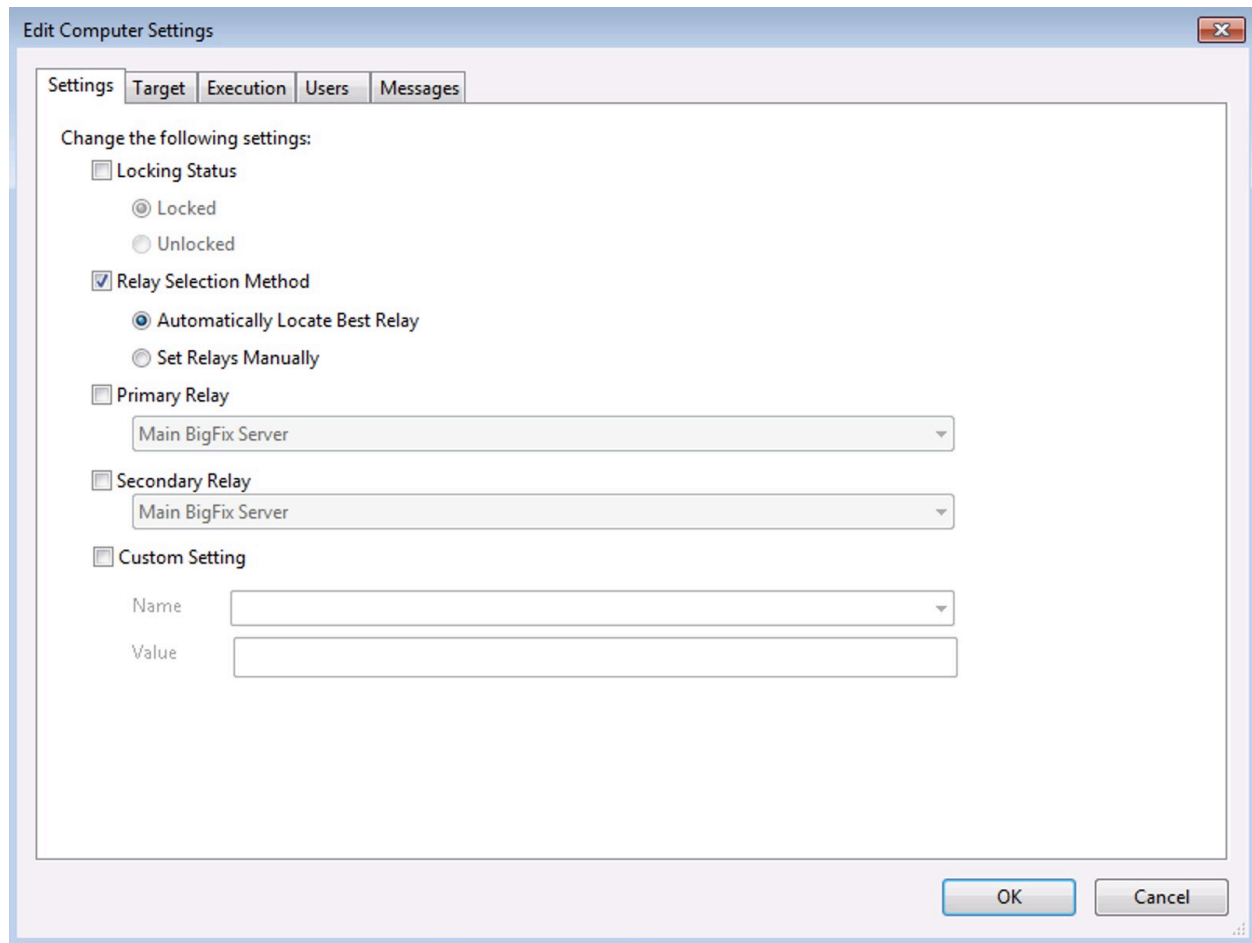 Edit Computer Settings
Settings Target Execution Users Messages
Change the following settings:
Locking Status
Locked
Unlocked
Relay Selection Method
Automatically Locate Best Relay
Set Relays Manually
Primary Relay
Main BigFix Server
Secondary Relay
Main BigFix Server
Custom Setting
Name
Value
OK Cancel